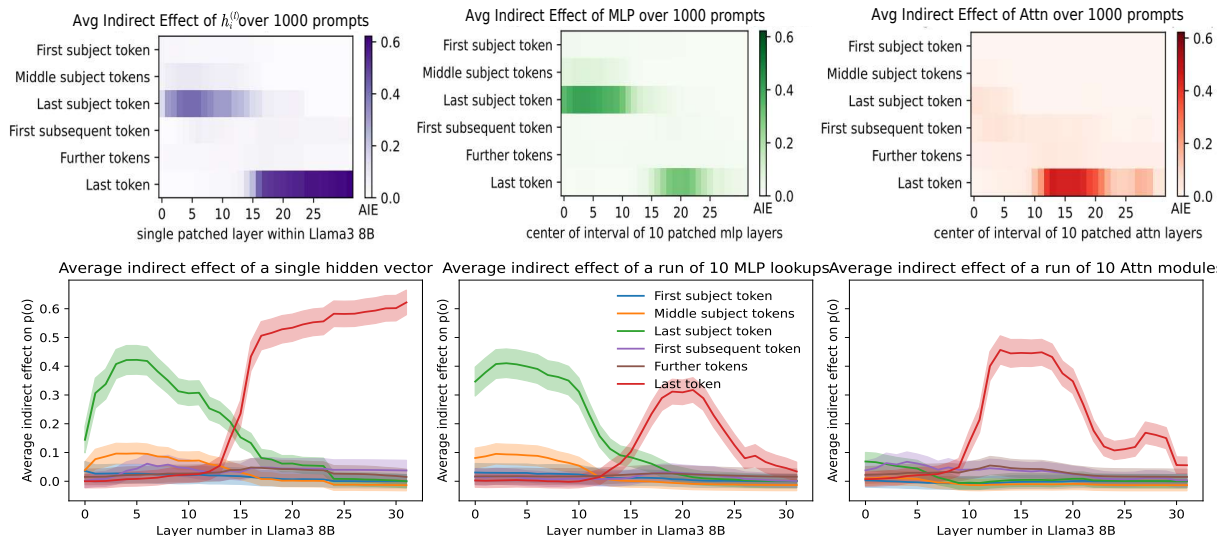 Avg Indirect Effect of h_i^(l) over 1000 prompts
First subject token
Middle subject tokens
Last subject token
First subsequent token
Further tokens
Last token
0 5 10 15 20 25
single patched layer within Llama3 8B
0.6
0.4
0.2
0.0
AIE
Avg Indirect Effect of MLP over 1000 prompts
First subject token
Middle subject tokens
Last subject token
First subsequent token
Further tokens
Last token
0 5 10 15 20 25
center of interval of 10 patched mlp layers
0.6
0.4
0.2
0.0
AIE
Avg Indirect Effect of Attn over 1000 prompts
First subject token
Middle subject tokens
Last subject token
First subsequent token
Further tokens
Last token
0 5 10 15 20 25
center of interval of 10 patched attn layers
0.6
0.4
0.2
0.0
AIE
Average indirect effect of a single hidden vector
Average indirect effect on p(o)
0.6
0.5
0.4
0.3
0.2
0.1
0.0
0 5 10 15 20 25 30
Layer number in Llama3 8B
Average indirect effect of a run of 10 MLP lookups
Average indirect effect on p(o)
First subject token
Middle subject tokens
Last subject token
First subsequent token
Further tokens
Last token
0 5 10 15 20 25 30
Layer number in Llama3 8B
Average indirect effect of a run of 10 Attn modules
Average indirect effect on p(o)
0 5 10 15 20 25 30
Layer number in Llama3 8B